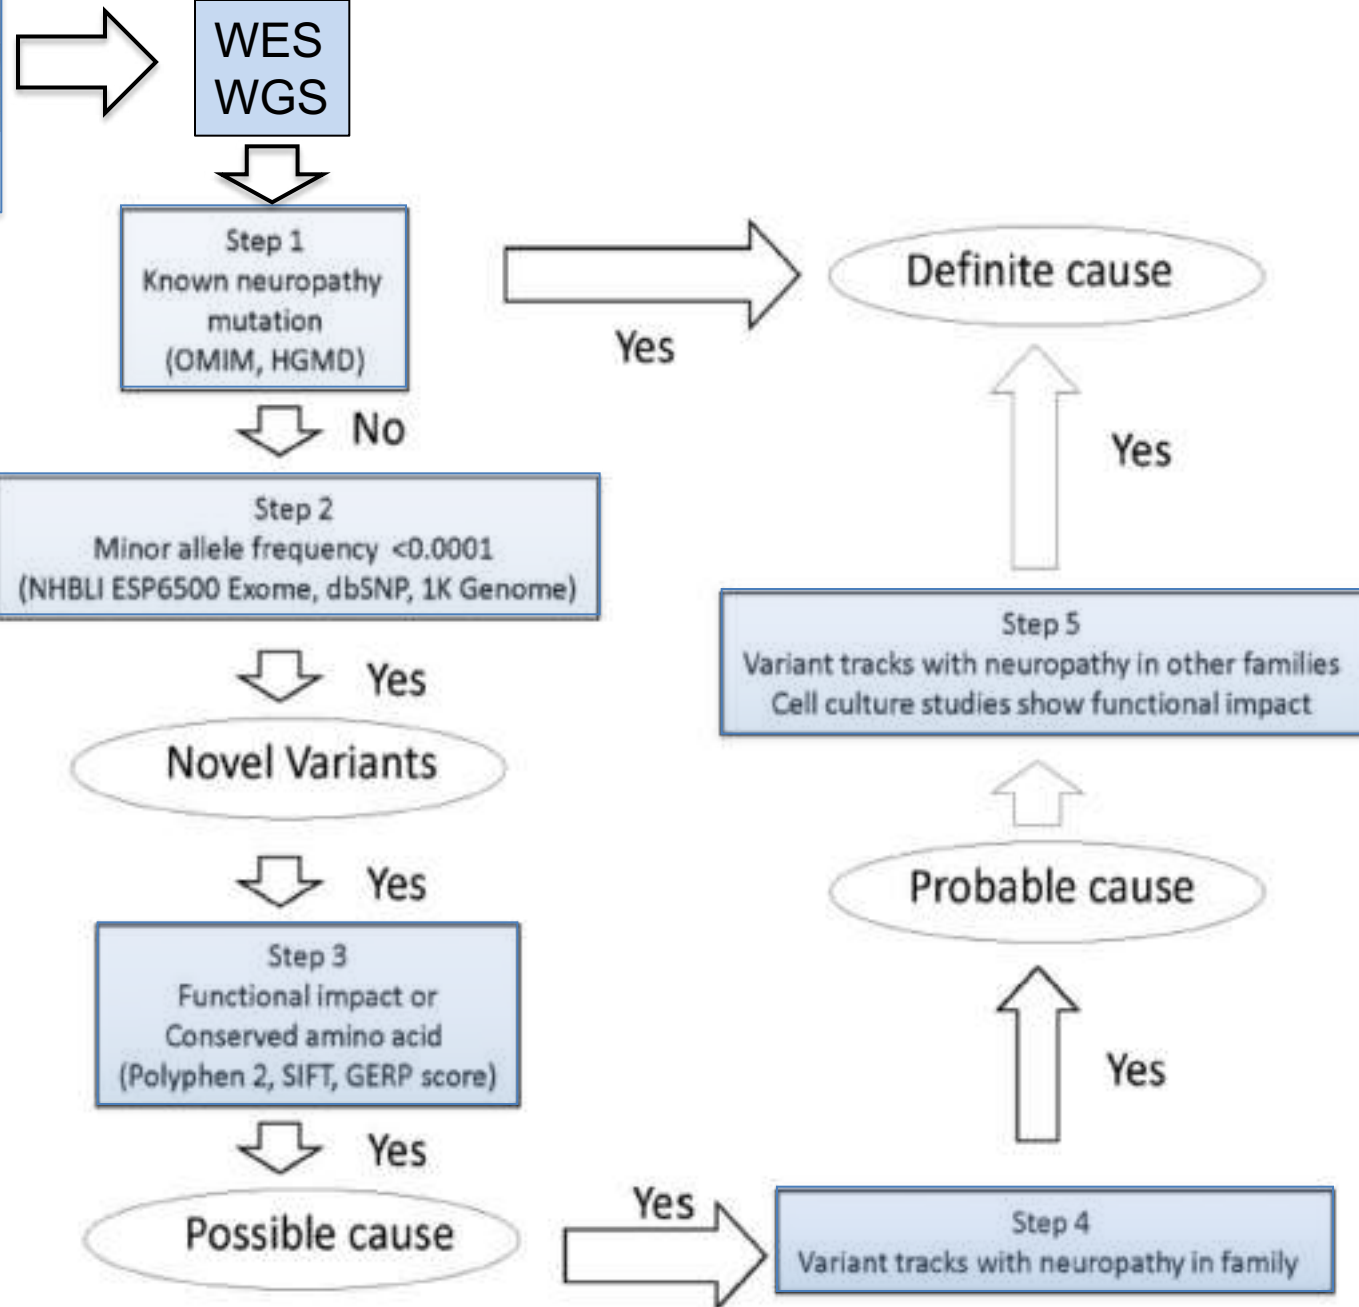 WES
WGS
Step 1
Known neuropathy
mutation
(OMIM, HGMD)
Yes
Definite cause
No
Yes
Step 2
Minor allele frequency <0.0001
(NHBLI ESP6500 Exome, dbSNP, 1K Genome)
Step 5
Variant tracks with neuropathy in other families
Cell culture studies show functional impact
Yes
Novel Variants
Yes
Probable cause
Step 3
Functional impact or
Conserved amino acid
(Polyphen 2, SIFT, GERP score)
Yes
Yes
Possible cause
Yes
Step 4
Variant tracks with neuropathy in family